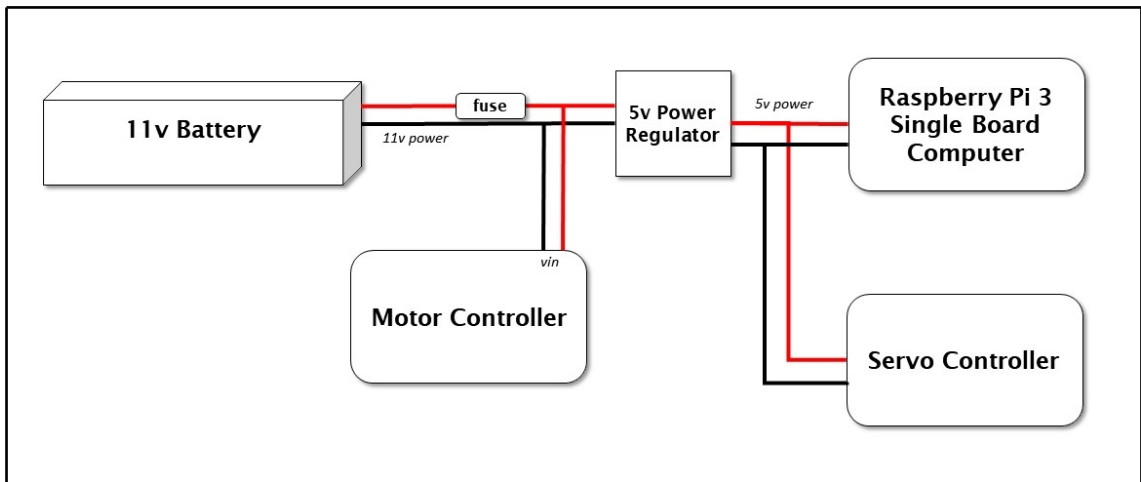 11v Battery
fuse
11v power
5v Power
Regulator
5v power
Raspberry Pi 3
Single Board
Computer
vin
Motor Controller
Servo Controller